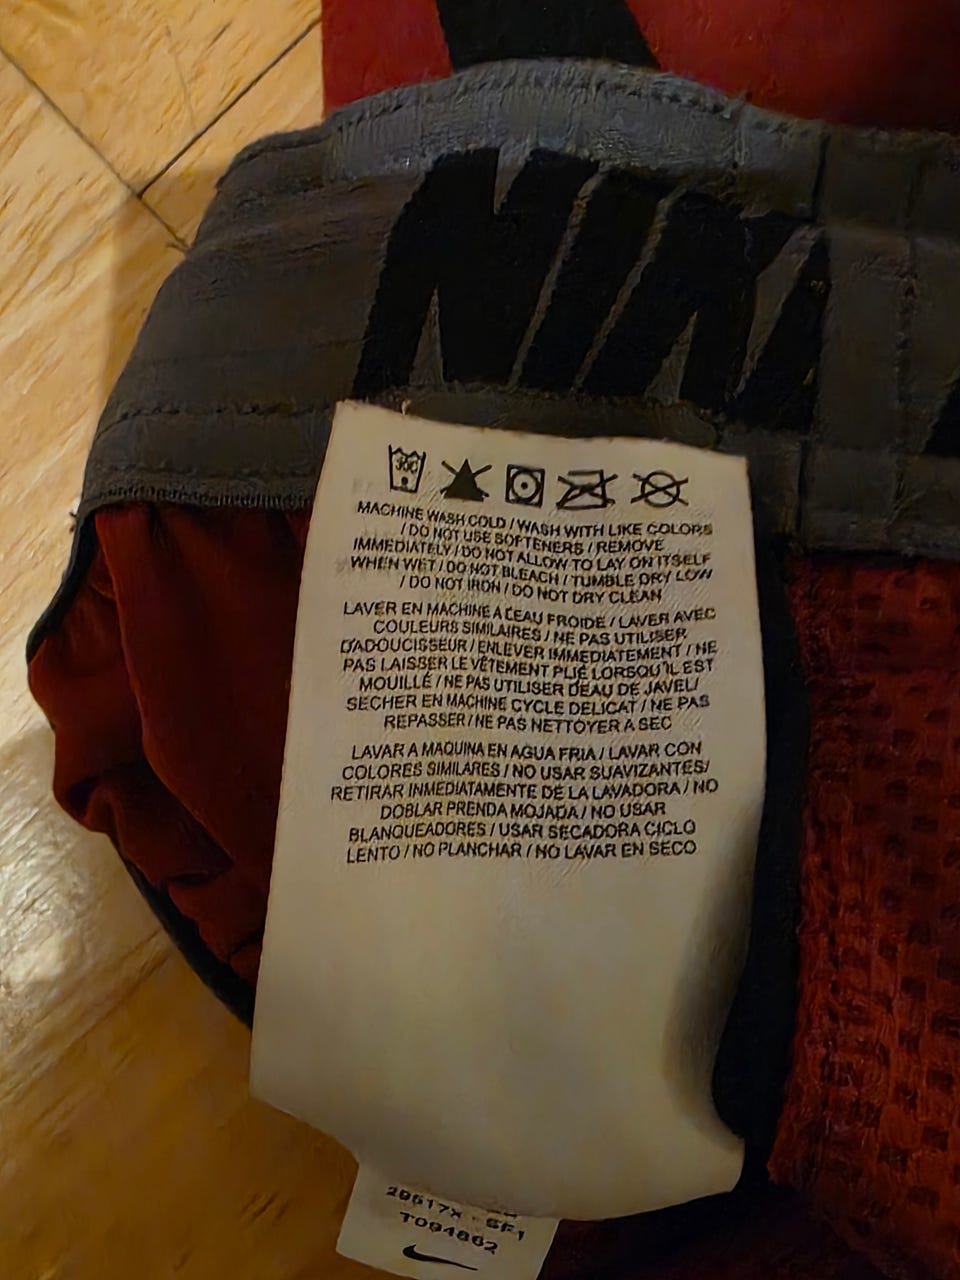 NIK
30C
MACHINE WASH COLD / WASH WITH LIKE COLORS
/ DO NOT USE SOFTENERS / REMOVE
IMMEDIATELY / DO NOT ALLOW TO LAY ON ITSELF
WHEN WET / DO NOT BLEACH / TUMBLE DRY LOW
/ DO NOT IRON / DO NOT DRY CLEAN
LAVER EN MACHINE A L'EAU FROIDE / LAVER AVEC
COULEURS SIMILAIRES / NE PAS UTILISER
D'ADOUCISSEUR / ENLEVER IMMEDIATEMENT / NE
PAS LAISSER LE VÊTEMENT PLIÉ LORSQU'IL EST
MOUILLÉ / NE PAS UTILISER D'EAU DE JAVEL/
SECHER EN MACHINE CYCLE DELICAT / NE PAS
REPASSER / NE PAS NETTOYER A SEC
LAVAR A MAQUINA EN AGUA FRIA / LAVAR CON
COLORES SIMILARES / NO USAR SUAVIZANTES/
RETIRAR INMEDIATAMENTE DE LA LAVADORA / NO
DOBLAR PRENDA MOJADA / NO USAR
BLANQUEADORES / USAR SECADORA CICLO
LENTO / NO PLANCHAR / NO LAVAR EN SECO
29517X - SF1
T094862